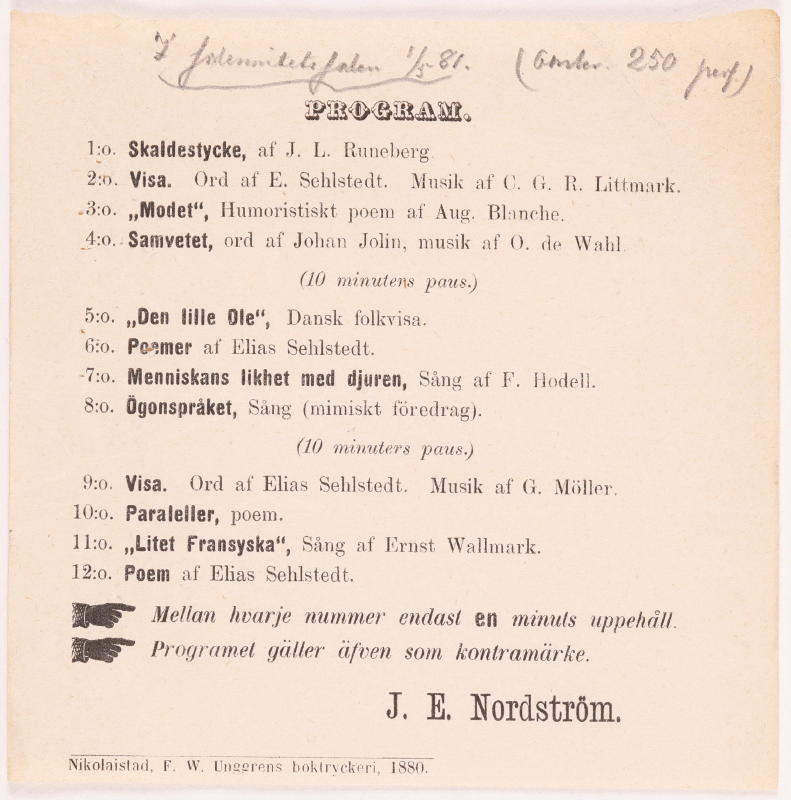 I Solennitetssalen 1/5 81. (Omkr. 250 pers.)
PROGRAM.
1:o. Skaldestycke, af J. L. Runeberg
2:o. Visa. Ord af E. Sehlstedt. Musik af C. G. R. Littmark.
3:o. „Modet“, Humoristiskt poem af Aug. Blanche.
4:o. Samvetet, ord af Johan Jolin, musik af O. de Wahl.
(10 minutens paus.)
5:o. „Den lille Ole“, Dansk folkvisa.
6:o. Poemer af Elias Sehlstedt.
7:o. Menniskans likhet med djuren, Sång af F. Hodell.
8:o. Ögonspråket, Sång (mimiskt föredrag).
(10 minuters paus.)
9:o. Visa. Ord af Elias Sehlstedt. Musik af G. Möller.
10:o. Paraleller, poem.
11:o. „Litet Fransyska“, Sång af Ernst Wallmark.
12:o. Poem af Elias Sehlstedt.
Mellan hvarje nummer endast en minuts uppehåll.
Programet gäller äfven som kontramärke.
J. E. Nordström.
Nikolaistad, F. W. Unggrens boktryckeri, 1880.